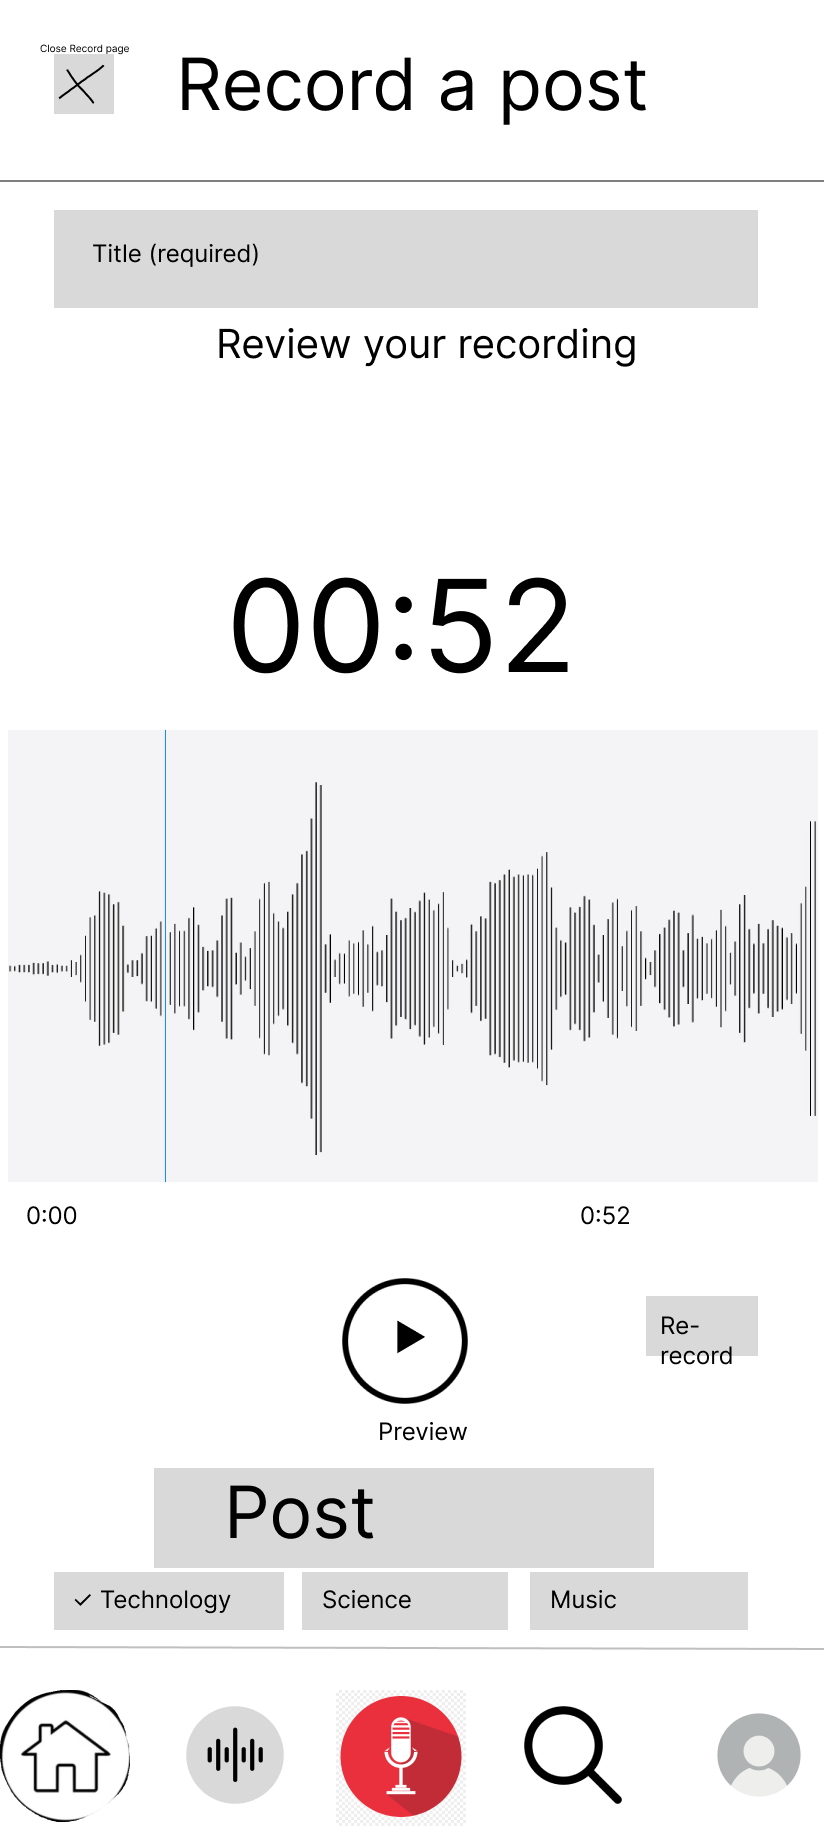 Close Record page
Record a post
Title (required)
Review your recording
00:52
0:00
0:52
Re-
record
Preview
Post
✓ Technology
Science
Music